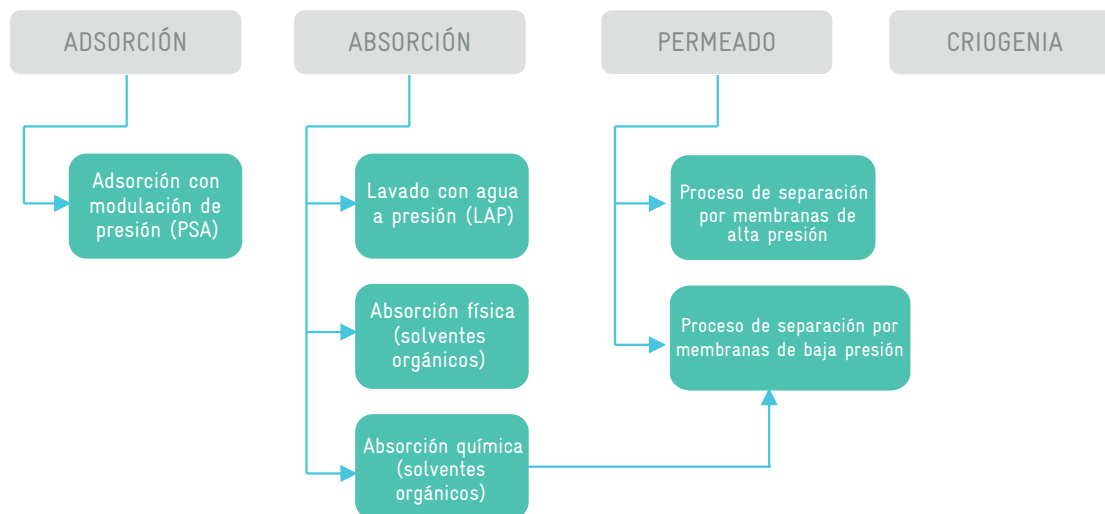 ADSORCIÓN
ABSORCIÓN
PERMEADO
CRIOGENIA
Adsorción con
modulación de
presión (PSA)
Lavado con agua
a presión (LAP)
Proceso de separación
por membranas de
alta presión
Absorción física
(solventes
orgánicos)
Proceso de separación por
membranas de baja presión
Absorción química
(solventes
orgánicos)